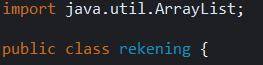 import java.util.ArrayList;
public class rekening {